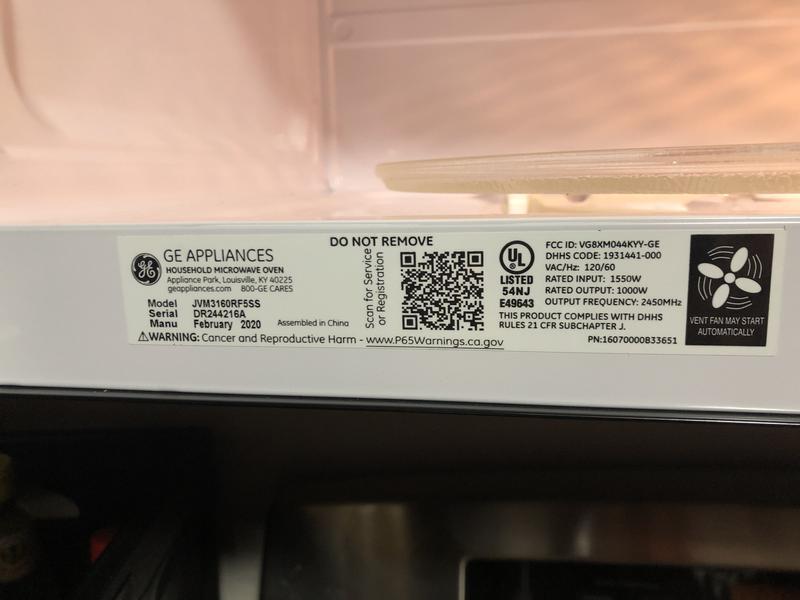 DO NOT REMOVE
GE APPLIANCES
HOUSEHOLD MICROWAVE OVEN
Appliance Park, Louisville, KY 40225
geappliances.com 800-GE CARES
Model JVM3160RF5SS
Serial DR244216A
Manu February 2020
Assembled in China
Scan for Service
or Registration
UL
LISTED
54NJ
E49643
FCC ID: VG8XM044KYY-GE
DHHS CODE: 1931441-000
VAC/Hz: 120/60
RATED INPUT: 1550W
RATED OUTPUT: 1000W
OUTPUT FREQUENCY: 2450MHz
THIS PRODUCT COMPLIES WITH DHHS
RULES 21 CFR SUBCHAPTER J.
PN:16070000B33651
WARNING: Cancer and Reproductive Harm - www.P65Warnings.ca.gov
VENT FAN MAY START
AUTOMATICALLY